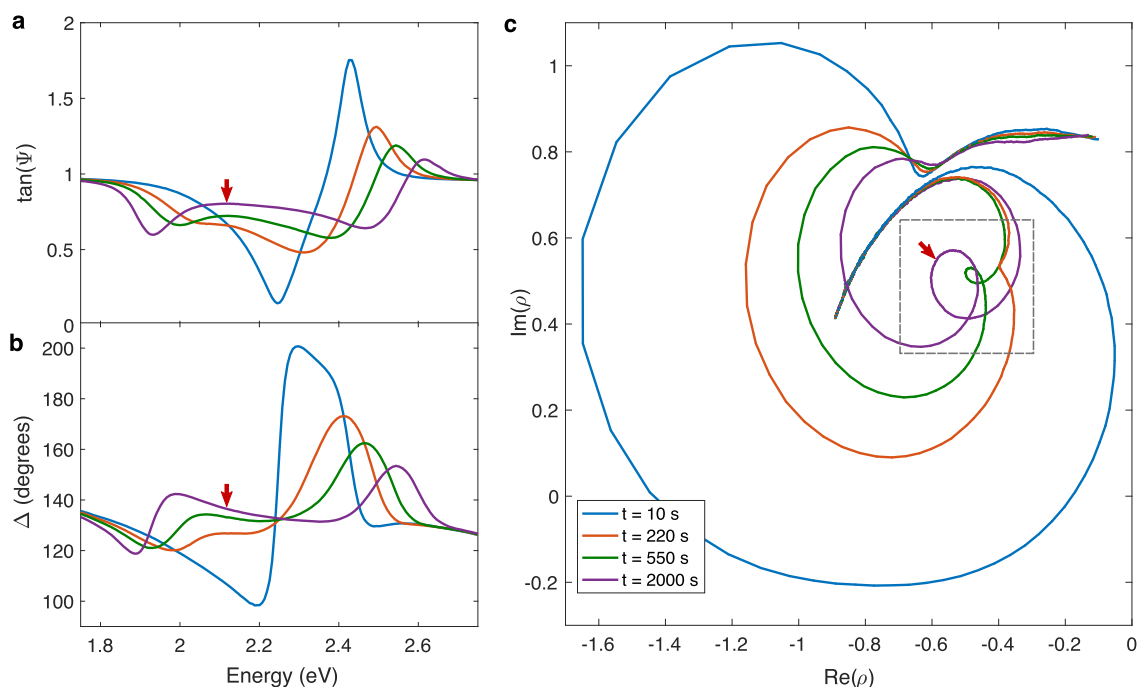 a
2
1.5
1
0.5
0
tan(Ψ)
b
200
180
160
140
120
100
Δ (degrees)
1.8
2
2.2
2.4
2.6
Energy (eV)
c
1
0.8
0.6
0.4
0.2
0
-0.2
Im(ρ)
t = 10 s
t = 220 s
t = 550 s
t = 2000 s
-1.6
-1.4
-1.2
-1
-0.8
-0.6
-0.4
-0.2
0
Re(ρ)